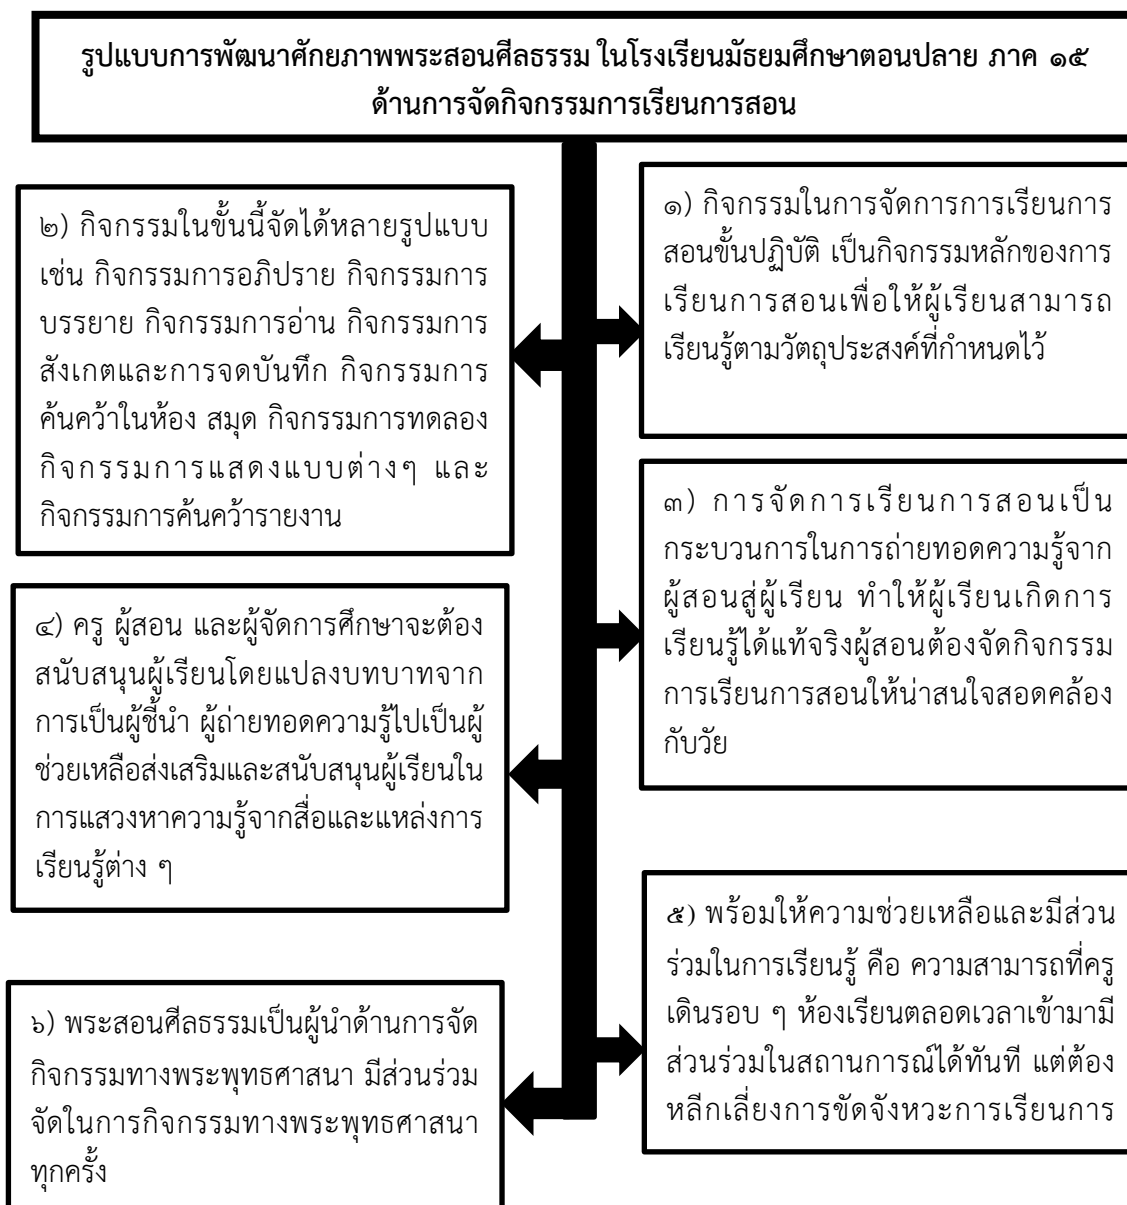 รูปแบบการพัฒนาศักยภาพพระสอนศีลธรรม ในโรงเรียนมัธยมศึกษาตอนปลาย ภาค ๑๕
ด้านการจัดกิจกรรมการเรียนการสอน
๑) กิจกรรมในการจัดการการเรียนการ
สอนขั้นปฏิบัติ เป็นกิจกรรมหลักของการ
เรียนการสอนเพื่อให้ผู้เรียนสามารถ
เรียนรู้ตามวัตถุประสงค์ที่กำหนดไว้
๒) กิจกรรมในขั้นนี้จัดได้หลายรูปแบบ
เช่น กิจกรรมการอภิปราย กิจกรรมการ
บรรยาย กิจกรรมการอ่าน กิจกรรมการ
สังเกตและการจดบันทึก กิจกรรมการ
ค้นคว้าในห้อง สมุด กิจกรรมการทดลอง
กิจกรรมการแสดงแบบต่างๆ และ
กิจกรรมการค้นคว้ารายงาน
๓) การจัดการเรียนการสอนเป็น
กระบวนการในการถ่ายทอดความรู้จาก
ผู้สอนสู่ผู้เรียน ทำให้ผู้เรียนเกิดการ
เรียนรู้ได้แท้จริงผู้สอนต้องจัดกิจกรรม
การเรียนการสอนให้น่าสนใจสอดคล้อง
กับวัย
๔) ครู ผู้สอน และผู้จัดการศึกษาจะต้อง
สนับสนุนผู้เรียนโดยแปลงบทบาทจาก
การเป็นผู้ชี้นำ ผู้ถ่ายทอดความรู้ไปเป็นผู้
ช่วยเหลือส่งเสริมและสนับสนุนผู้เรียนใน
การแสวงหาความรู้จากสื่อและแหล่งการ
เรียนรู้ต่าง ๆ
๕) พร้อมให้ความช่วยเหลือและมีส่วน
ร่วมในการเรียนรู้ คือ ความสามารถที่ครู
เดินรอบ ๆ ห้องเรียนตลอดเวลาเข้ามามี
ส่วนร่วมในสถานการณ์ได้ทันที แต่ต้อง
หลีกเลี่ยงการขัดจังหวะการเรียนการ
๖) พระสอนศีลธรรมเป็นผู้นำด้านการจัด
กิจกรรมทางพระพุทธศาสนา มีส่วนร่วม
จัดในการกิจกรรมทางพระพุทธศาสนา
ทุกครั้ง